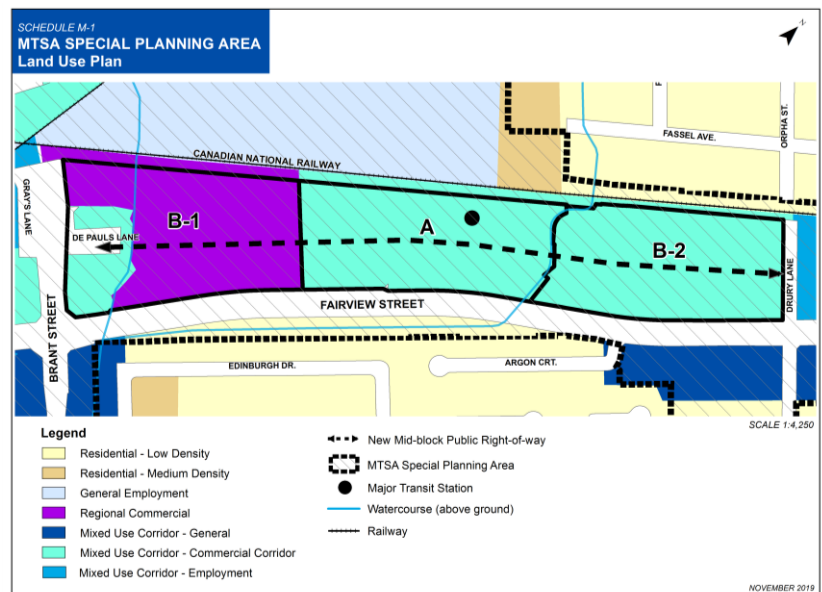 SCHEDULE M-1
MTSA SPECIAL PLANNING AREA
Land Use Plan
N
CANADIAN NATIONAL RAILWAY
FASSEL AVE.
F
ORPHA ST.
GRAY'S LANE
DE PAULS LANE
B-1
A
B-2
DRURY LANE
FAIRVIEW STREET
BRANT STREET
EDINBURGH DR.
ARGON CRT.
SCALE 1:4,250
Legend
Residential - Low Density
Residential - Medium Density
General Employment
Regional Commercial
Mixed Use Corridor - General
Mixed Use Corridor - Commercial Corridor
Mixed Use Corridor - Employment
New Mid-block Public Right-of-way
MTSA Special Planning Area
Major Transit Station
Watercourse (above ground)
Railway
NOVEMBER 2019